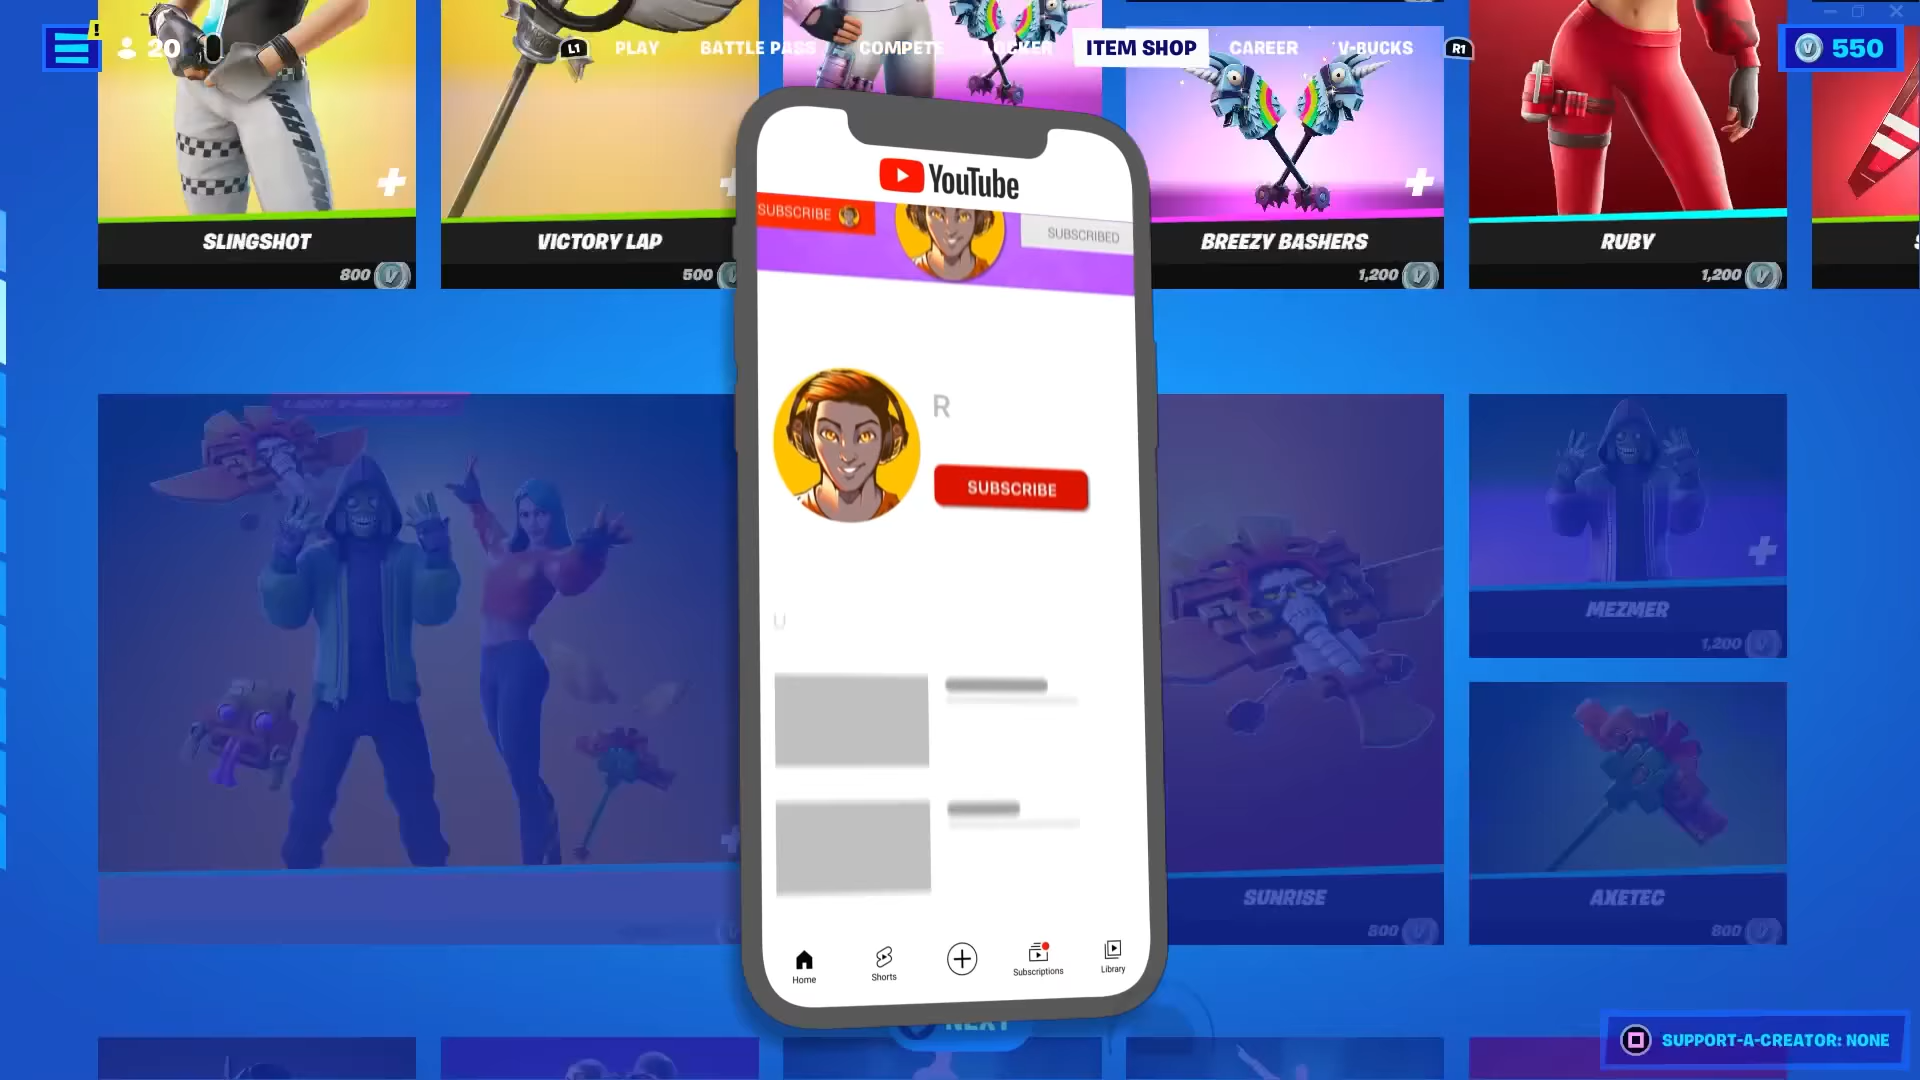 !
20
L1
PLAY
BATTLE PASS
COMPETE
LOCKER
ITEM SHOP
CAREER
V-BUCKS
R1
550
SLINGSHOT
800
VICTORY LAP
500
BREEZY BASHERS
1,200
RUBY
1,200
YouTube
SUBSCRIBE
SUBSCRIBED
R
SUBSCRIBE
U
MEZMER
1,200
SUNRISE
800
AXETEC
800
Home
Shorts
Subscriptions
Library
NEXT
SUPPORT-A-CREATOR: NONE